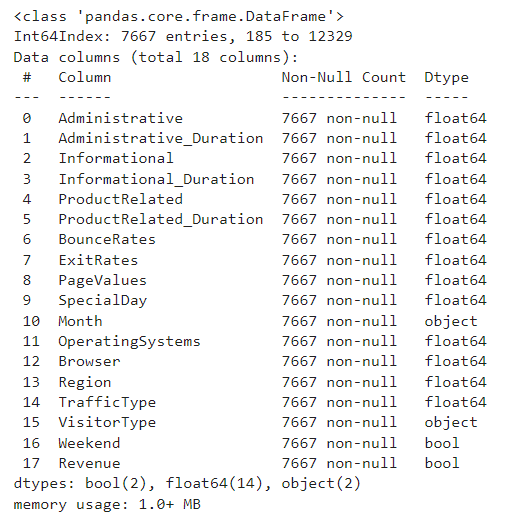 <class 'pandas.core.frame.DataFrame'>
Int64Index: 7667 entries, 185 to 12329
Data columns (total 18 columns):
 #   Column                   Non-Null Count  Dtype
---  ------                   --------------  -----
 0   Administrative           7667 non-null   float64
 1   Administrative_Duration  7667 non-null   float64
 2   Informational            7667 non-null   float64
 3   Informational_Duration   7667 non-null   float64
 4   ProductRelated           7667 non-null   float64
 5   ProductRelated_Duration  7667 non-null   float64
 6   BounceRates              7667 non-null   float64
 7   ExitRates                7667 non-null   float64
 8   PageValues               7667 non-null   float64
 9   SpecialDay               7667 non-null   float64
 10  Month                    7667 non-null   object
 11  OperatingSystems         7667 non-null   float64
 12  Browser                  7667 non-null   float64
 13  Region                   7667 non-null   float64
 14  TrafficType              7667 non-null   float64
 15  VisitorType              7667 non-null   object
 16  Weekend                  7667 non-null   bool
 17  Revenue                  7667 non-null   bool
dtypes: bool(2), float64(14), object(2)
memory usage: 1.0+ MB